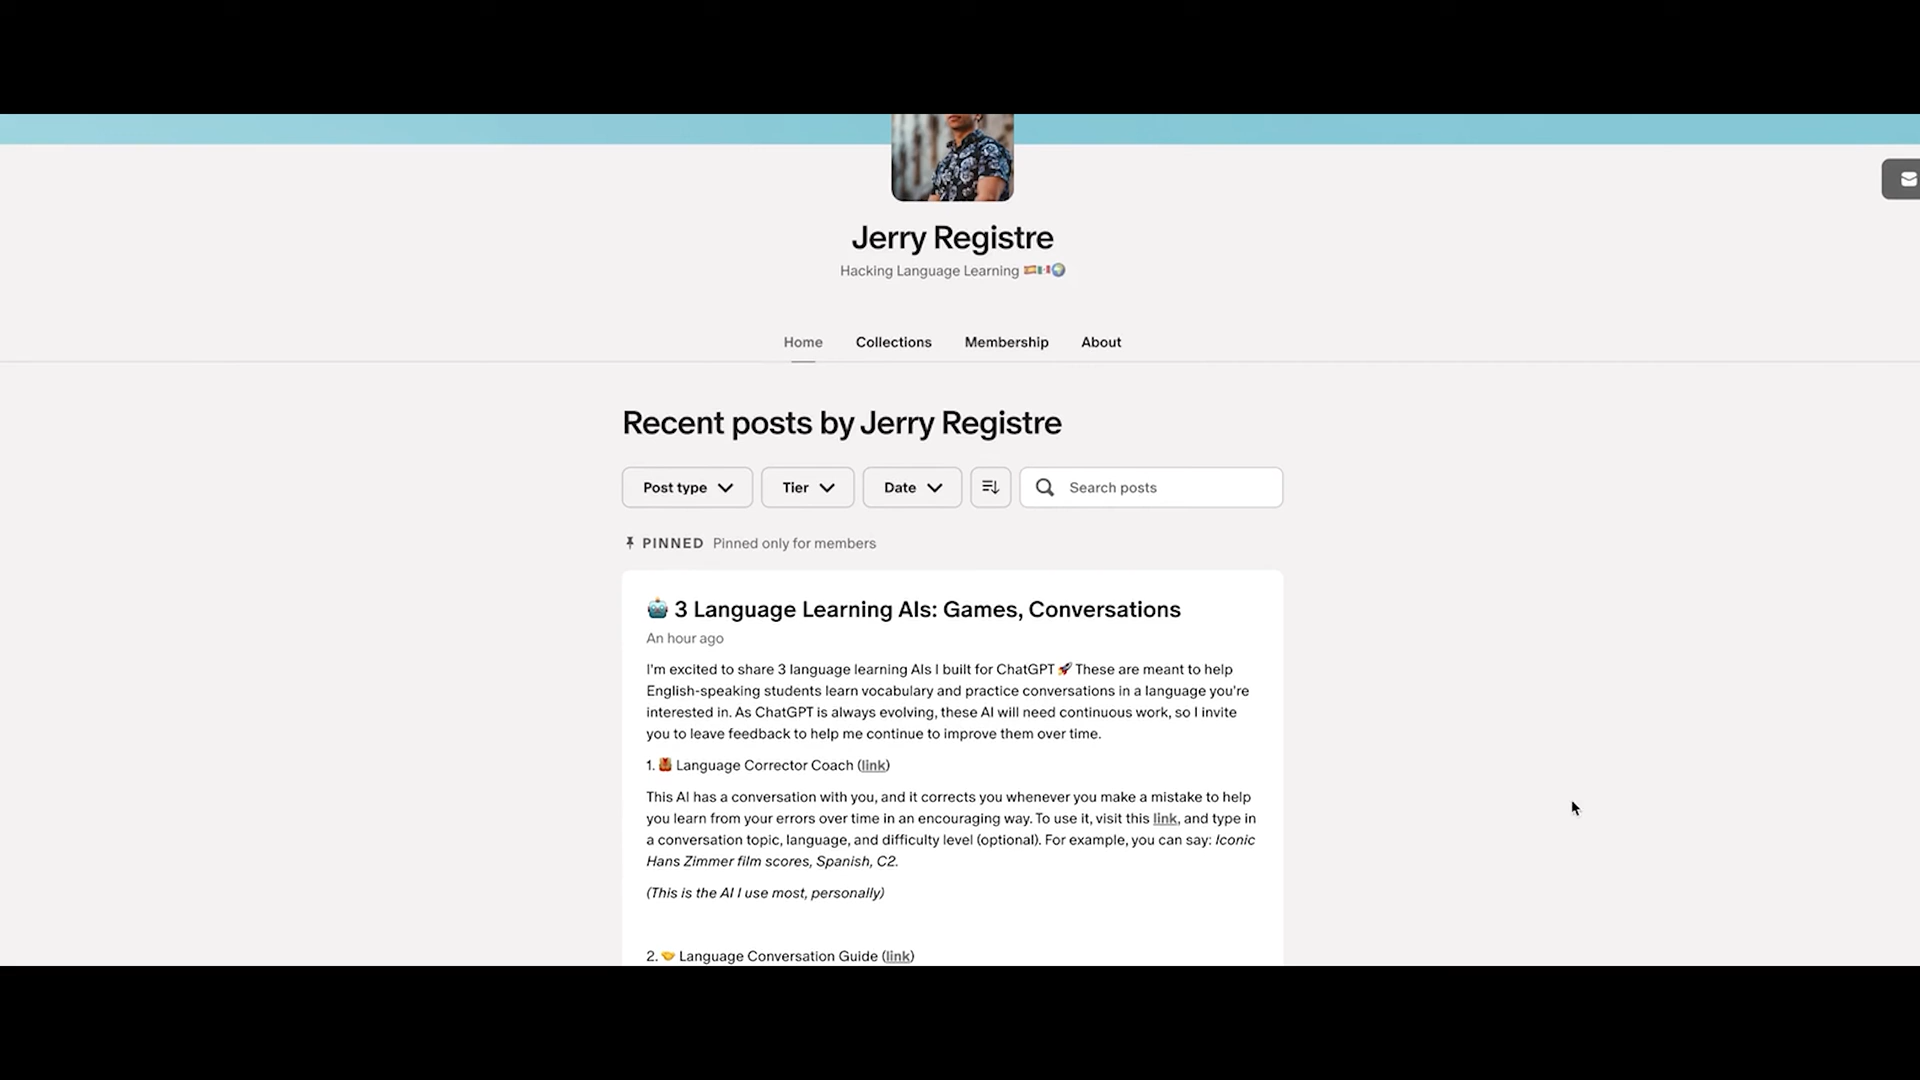 Jerry Registre
Hacking Language Learning 🇪🇸🇲🇽🌍
Home Collections Membership About
Recent posts by Jerry Registre
Post type Tier Date Search posts
PINNED Pinned only for members
🤖 3 Language Learning AIs: Games, Conversations
An hour ago
I'm excited to share 3 language learning AIs I built for ChatGPT 🚀 These are meant to help
English-speaking students learn vocabulary and practice conversations in a language you're
interested in. As ChatGPT is always evolving, these AI will need continuous work, so I invite
you to leave feedback to help me continue to improve them over time.
1. 🦺 Language Corrector Coach (link)
This AI has a conversation with you, and it corrects you whenever you make a mistake to help
you learn from your errors over time in an encouraging way. To use it, visit this link, and type in
a conversation topic, language, and difficulty level (optional). For example, you can say: Iconic
Hans Zimmer film scores, Spanish, C2.
(This is the AI I use most, personally)
2. 🤝 Language Conversation Guide (link)